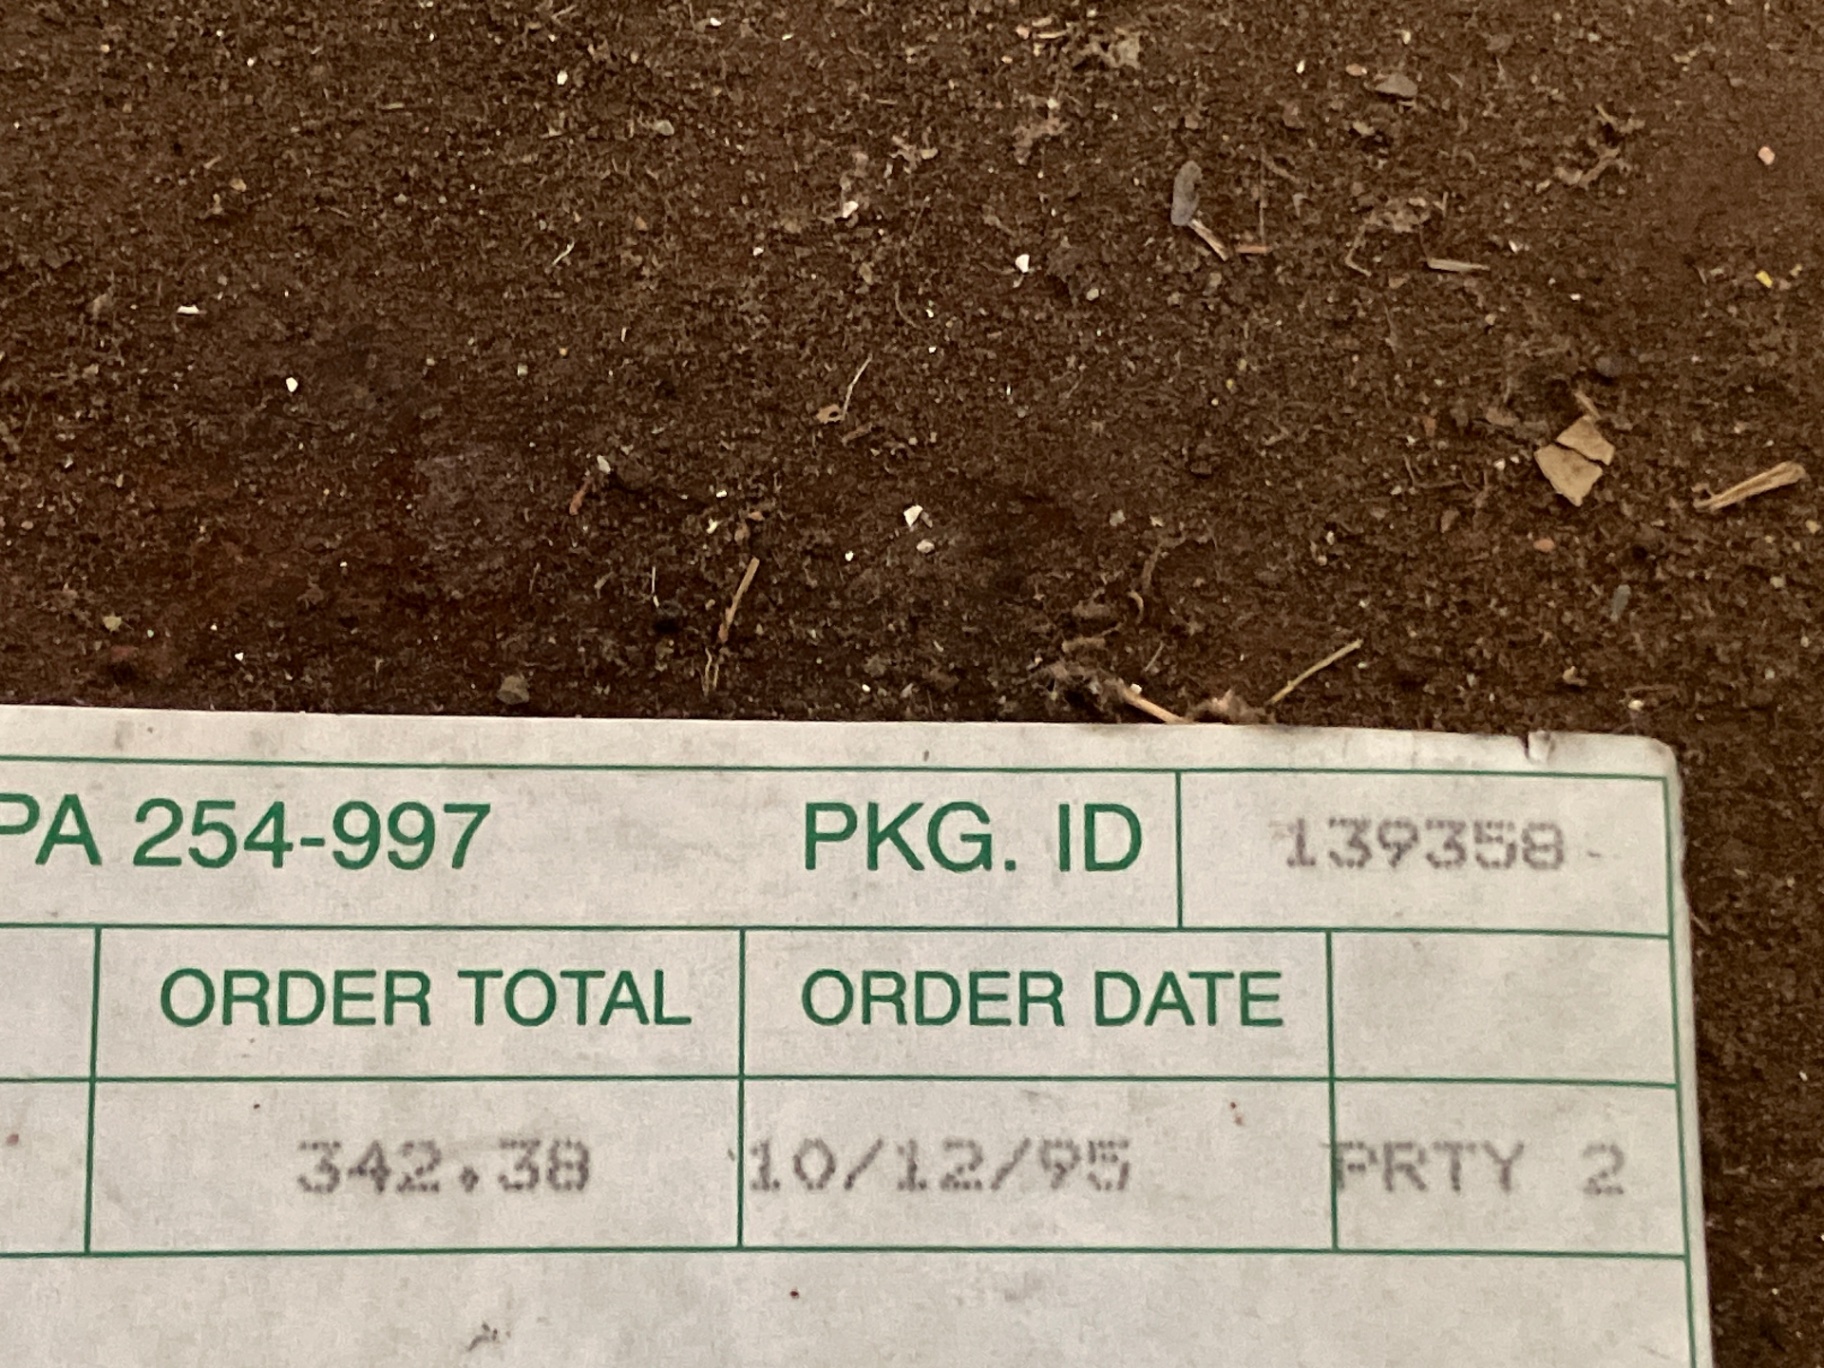 PA 254-997 PKG. ID 139358
ORDER TOTAL ORDER DATE
342.38 10/12/95 PRTY 2